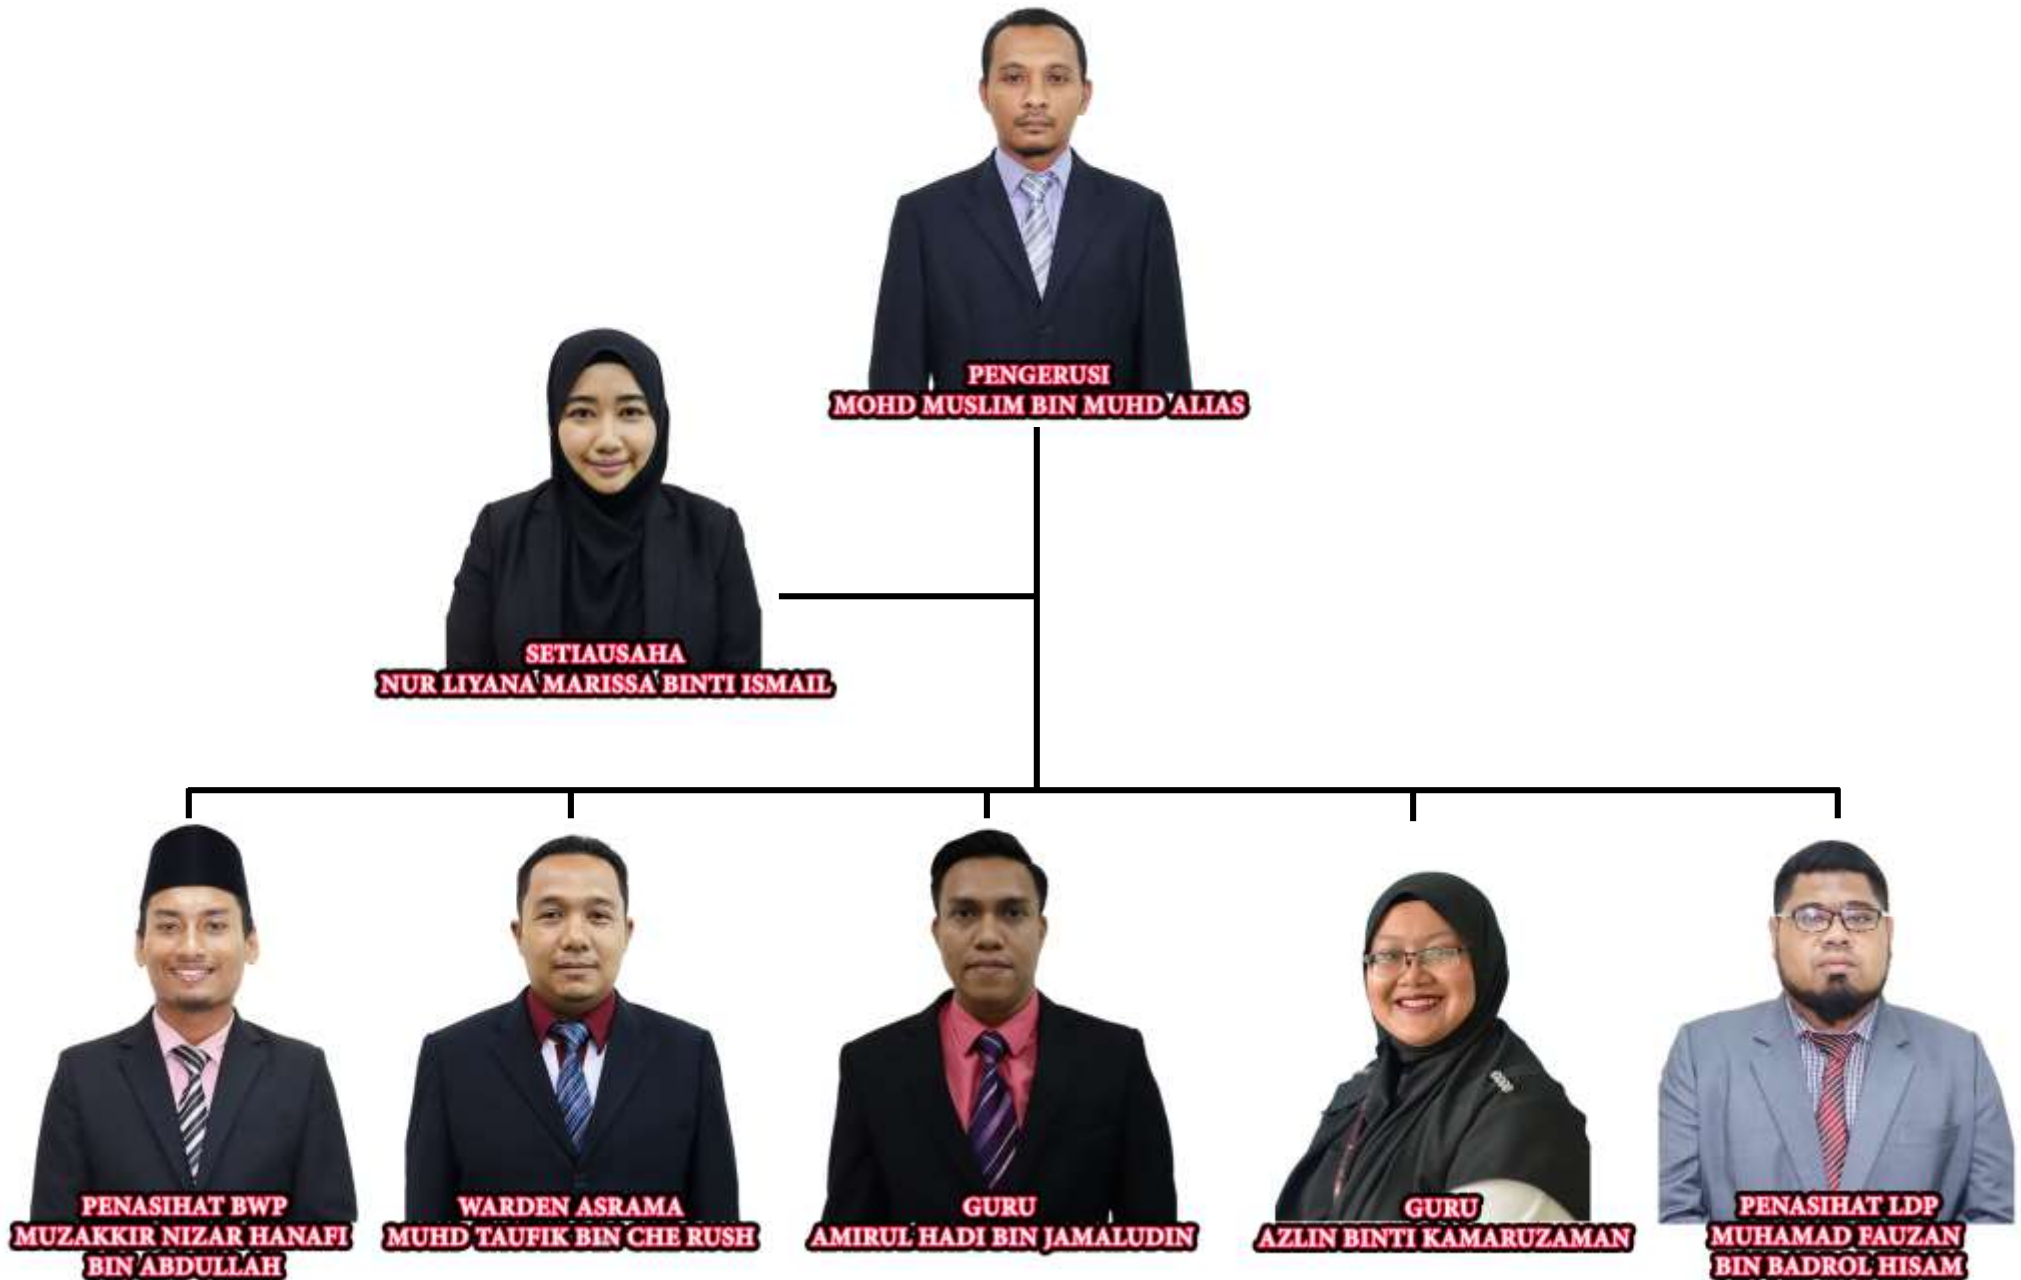 PENGERUSI
MOHD MUSLIM BIN MUHD ALIAS
SETIAUSAHA
NUR LIYANA MARISSA BINTI ISMAIL
PENASIHAT BWP
MUZAKKIR NIZAR HANAFI
BIN ABDULLAH
WARDEN ASRAMA
MUHD TAUFIK BIN CHE RUSH
GURU
AMIRUL HADI BIN JAMALUDIN
GURU
AZLIN BINTI KAMARUZAMAN
PENASIHAT LDP
MUHAMAD FAUZAN
BIN BADROL HISAM